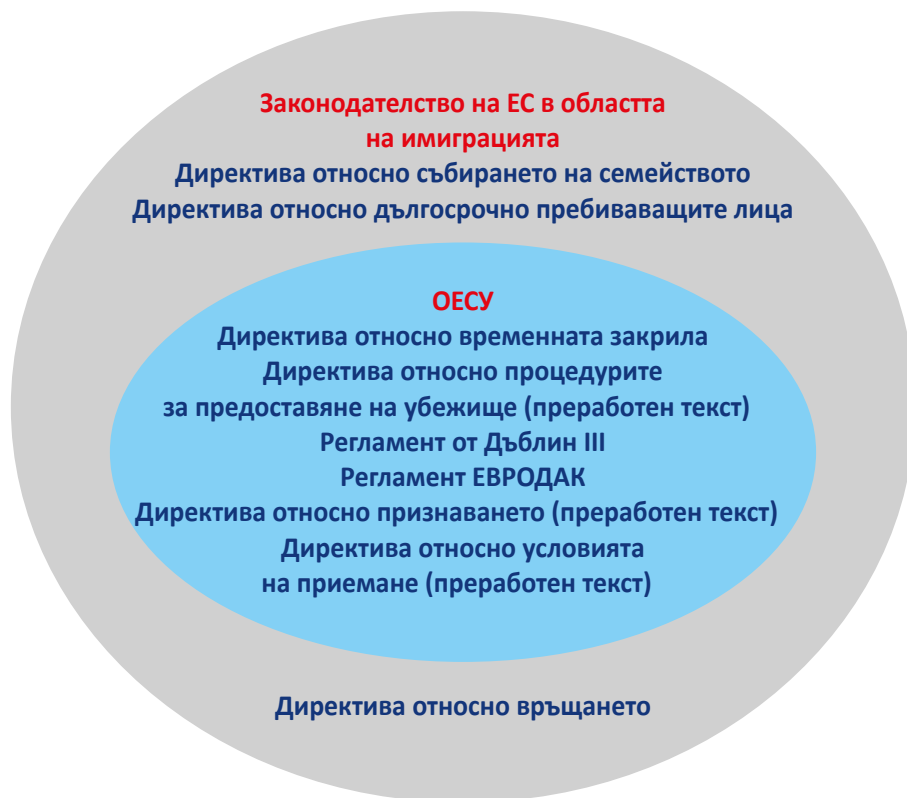 Законодателство на ЕС в областта
на имиграцията
Директива относно събирането на семейството
Директива относно дългосрочно пребиваващите лица
ОЕСУ
Директива относно временната закрила
Директива относно процедурите
за предоставяне на убежище (преработен текст)
Регламент от Дъблин III
Регламент ЕВРОДАК
Директива относно признаването (преработен текст)
Директива относно условията
на приемане (преработен текст)
Директива относно връщането